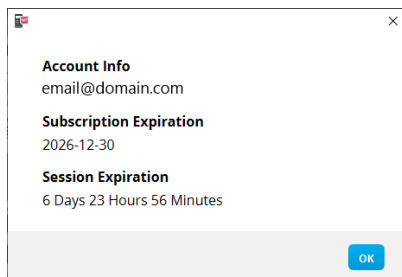 Account Info
email@domain.com
Subscription Expiration
2026-12-30
Session Expiration
6 Days 23 Hours 56 Minutes
OK